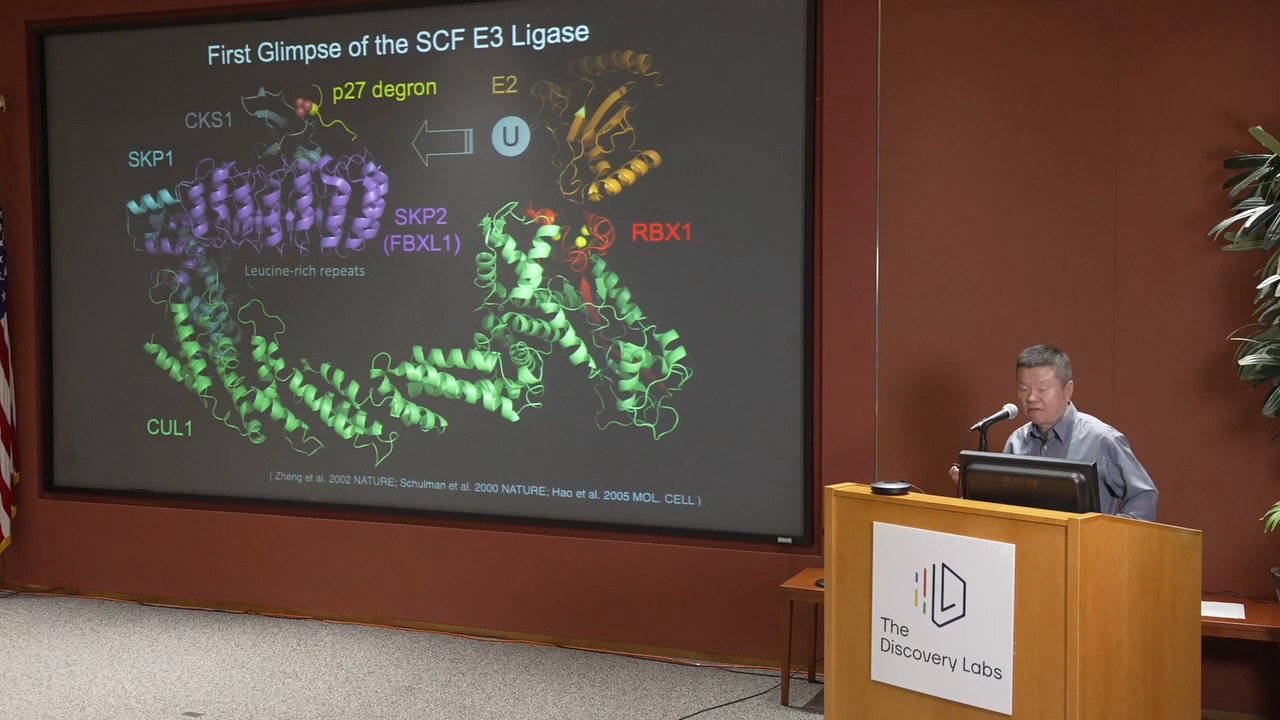 First Glimpse of the SCF E3 Ligase
p27 degron
E2
CKS1
U
SKP1
SKP2
(FBXL1)
RBX1
Leucine-rich repeats
CUL1
( Zheng et al. 2002 NATURE; Schulman et al. 2000 NATURE; Hao et al. 2005 MOL. CELL )
The
Discovery Labs